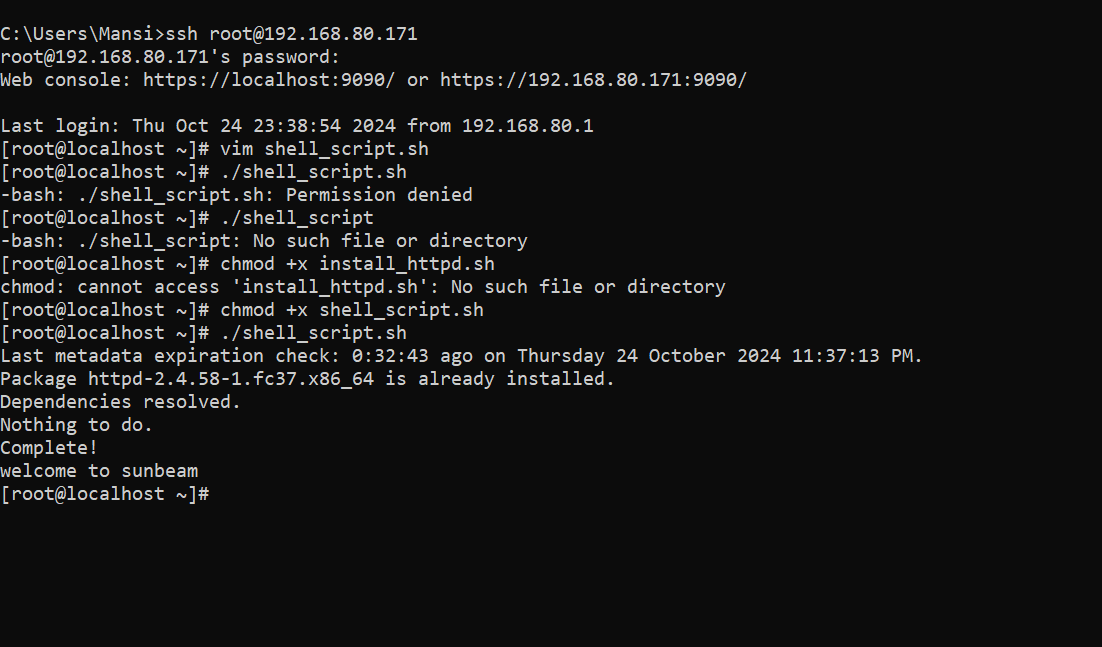 C:\Users\Mansi>ssh root@192.168.80.171
root@192.168.80.171's password:
Web console: https://localhost:9090/ or https://192.168.80.171:9090/
Last login: Thu Oct 24 23:38:54 2024 from 192.168.80.1
[root@localhost ~]# vim shell_script.sh
[root@localhost ~]# ./shell_script.sh
-bash: ./shell_script.sh: Permission denied
[root@localhost ~]# ./shell_script
-bash: ./shell_script: No such file or directory
[root@localhost ~]# chmod +x install_httpd.sh
chmod: cannot access 'install_httpd.sh': No such file or directory
[root@localhost ~]# chmod +x shell_script.sh
[root@localhost ~]# ./shell_script.sh
Last metadata expiration check: 0:32:43 ago on Thursday 24 October 2024 11:37:13 PM.
Package httpd-2.4.58-1.fc37.x86_64 is already installed.
Dependencies resolved.
Nothing to do.
Complete!
welcome to sunbeam
[root@localhost ~]#